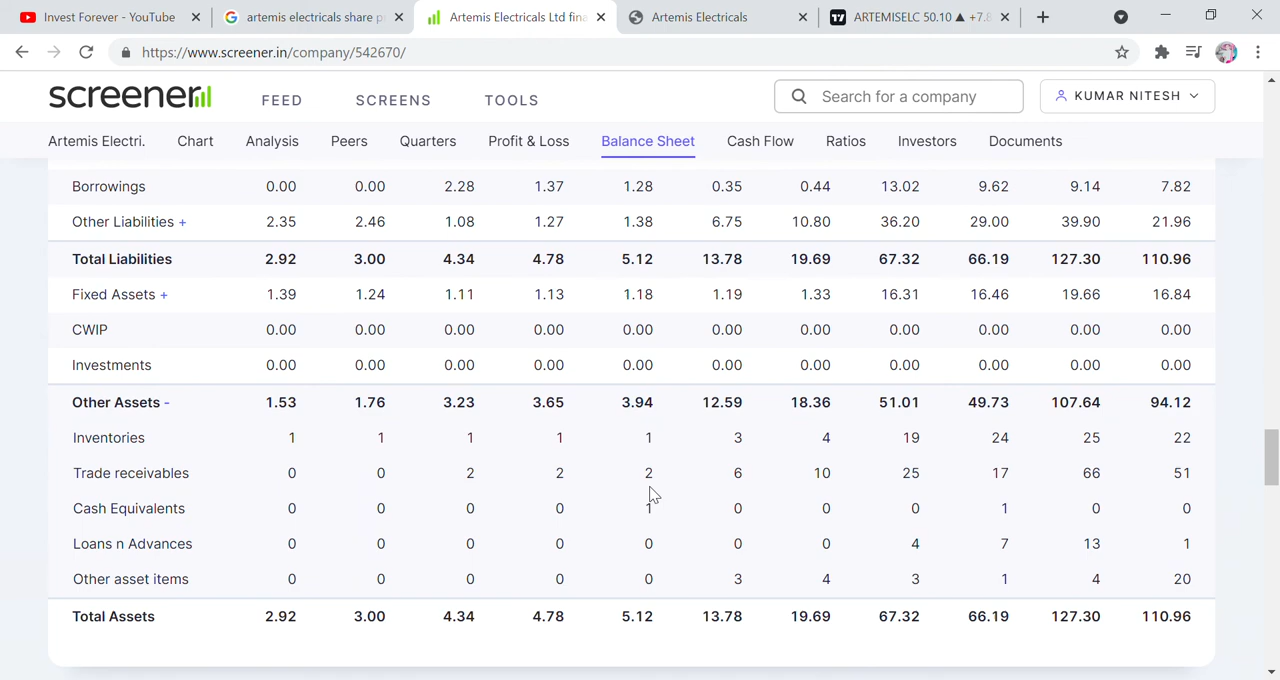 Invest Forever - YouTube artemis electricals share p Artemis Electricals Ltd fina Artemis Electricals ARTEMISELC 50.10 ▲ +7.8
https://www.screener.in/company/542670/
screener FEED SCREENS TOOLS Search for a company KUMAR NITESH
Artemis Electri. Chart Analysis Peers Quarters Profit & Loss Balance Sheet Cash Flow Ratios Investors Documents
Borrowings 0.00 0.00 2.28 1.37 1.28 0.35 0.44 13.02 9.62 9.14 7.82
Other Liabilities + 2.35 2.46 1.08 1.27 1.38 6.75 10.80 36.20 29.00 39.90 21.96
Total Liabilities 2.92 3.00 4.34 4.78 5.12 13.78 19.69 67.32 66.19 127.30 110.96
Fixed Assets + 1.39 1.24 1.11 1.13 1.18 1.19 1.33 16.31 16.46 19.66 16.84
CWIP 0.00 0.00 0.00 0.00 0.00 0.00 0.00 0.00 0.00 0.00 0.00
Investments 0.00 0.00 0.00 0.00 0.00 0.00 0.00 0.00 0.00 0.00 0.00
Other Assets - 1.53 1.76 3.23 3.65 3.94 12.59 18.36 51.01 49.73 107.64 94.12
Inventories 1 1 1 1 1 3 4 19 24 25 22
Trade receivables 0 0 2 2 2 6 10 25 17 66 51
Cash Equivalents 0 0 0 0 1 0 0 0 1 0 0
Loans n Advances 0 0 0 0 0 0 0 4 7 13 1
Other asset items 0 0 0 0 0 3 4 3 1 4 20
Total Assets 2.92 3.00 4.34 4.78 5.12 13.78 19.69 67.32 66.19 127.30 110.96